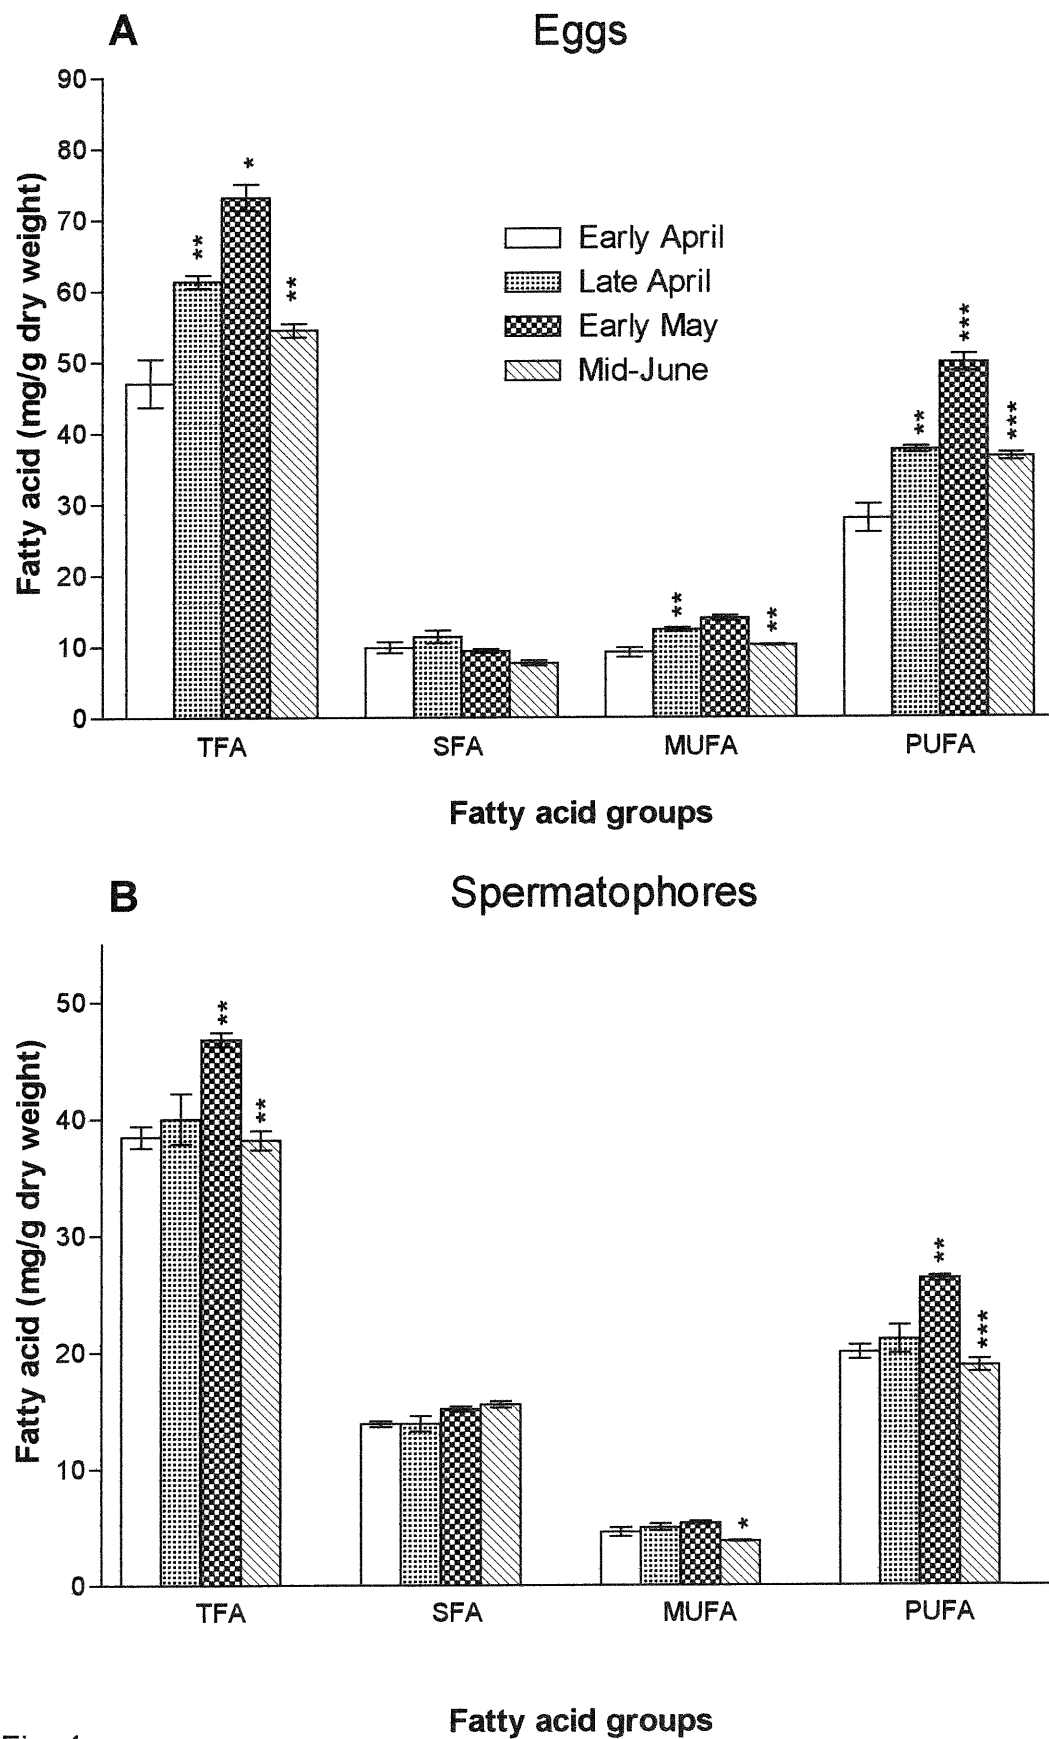 A
Eggs
90
80
70
60
50
40
30
20
10
0
Fatty acid (mg/g dry weight)
**
*
**
**
**
**
***
***
Early April
Late April
Early May
Mid-June
TFA
SFA
MUFA
PUFA
Fatty acid groups
B
Spermatophores
50
40
30
20
10
0
Fatty acid (mg/g dry weight)
**
**
*
**
***
TFA
SFA
MUFA
PUFA
Fatty acid groups